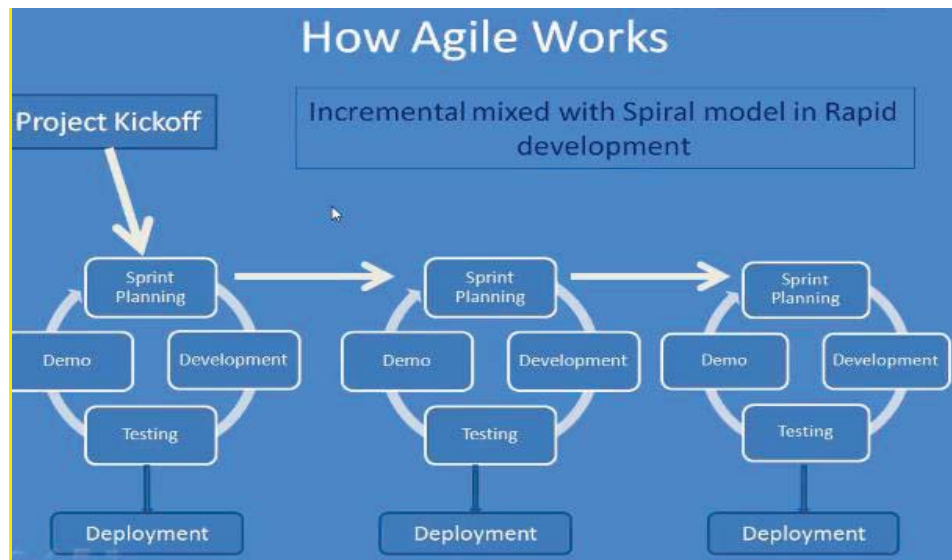 How Agile Works
Project Kickoff
Incremental mixed with Spiral model in Rapid
development
Sprint
Planning
Demo
Development
Testing
Deployment
Sprint
Planning
Demo
Development
Testing
Deployment
Sprint
Planning
Demo
Development
Testing
Deployment